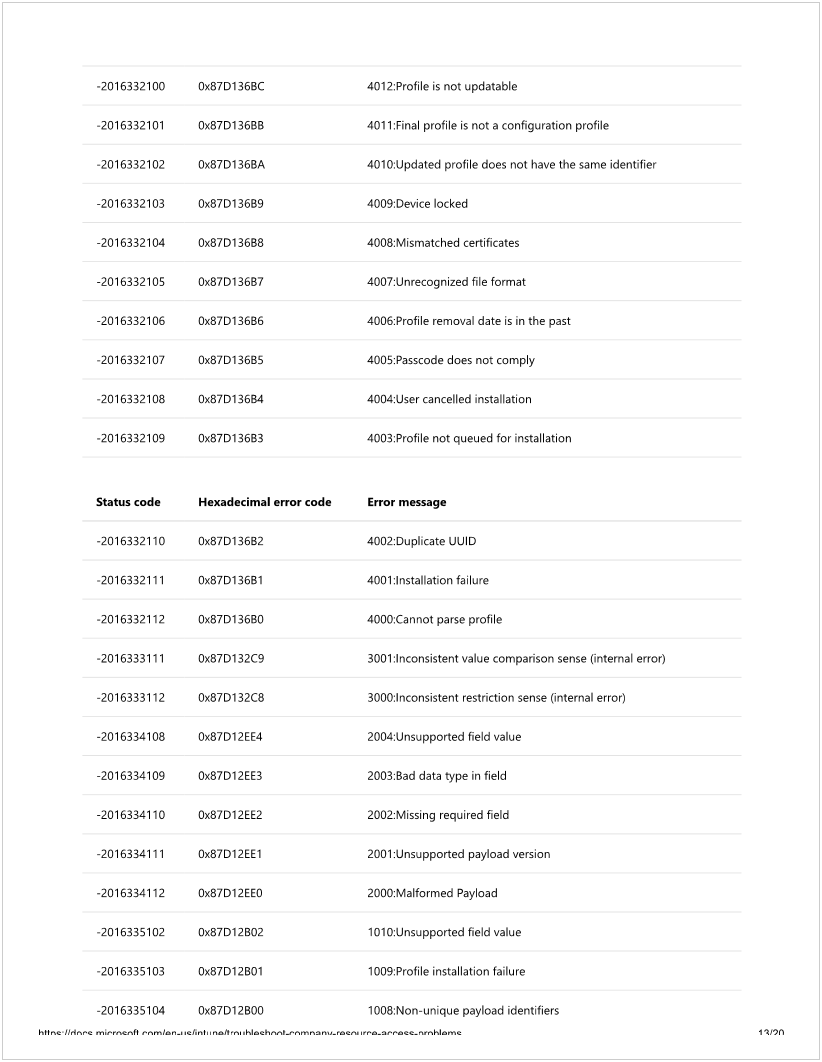 -2016332100 0x87D136BC 4012:Profile is not updatable
-2016332101 0x87D136BB 4011:Final profile is not a configuration profile
-2016332102 0x87D136BA 4010:Updated profile does not have the same identifier
-2016332103 0x87D136B9 4009:Device locked
-2016332104 0x87D136B8 4008:Mismatched certificates
-2016332105 0x87D136B7 4007:Unrecognized file format
-2016332106 0x87D136B6 4006:Profile removal date is in the past
-2016332107 0x87D136B5 4005:Passcode does not comply
-2016332108 0x87D136B4 4004:User cancelled installation
-2016332109 0x87D136B3 4003:Profile not queued for installation
Status code Hexadecimal error code Error message
-2016332110 0x87D136B2 4002:Duplicate UUID
-2016332111 0x87D136B1 4001:Installation failure
-2016332112 0x87D136B0 4000:Cannot parse profile
-2016333111 0x87D132C9 3001:Inconsistent value comparison sense (internal error)
-2016333112 0x87D132C8 3000:Inconsistent restriction sense (internal error)
-2016334108 0x87D12EE4 2004:Unsupported field value
-2016334109 0x87D12EE3 2003:Bad data type in field
-2016334110 0x87D12EE2 2002:Missing required field
-2016334111 0x87D12EE1 2001:Unsupported payload version
-2016334112 0x87D12EE0 2000:Malformed Payload
-2016335102 0x87D12B02 1010:Unsupported field value
-2016335103 0x87D12B01 1009:Profile installation failure
-2016335104 0x87D12B00 1008:Non-unique payload identifiers
https://docs.microsoft.com/en-us/intune/troubleshoot-company-resource-access-problems 13/20